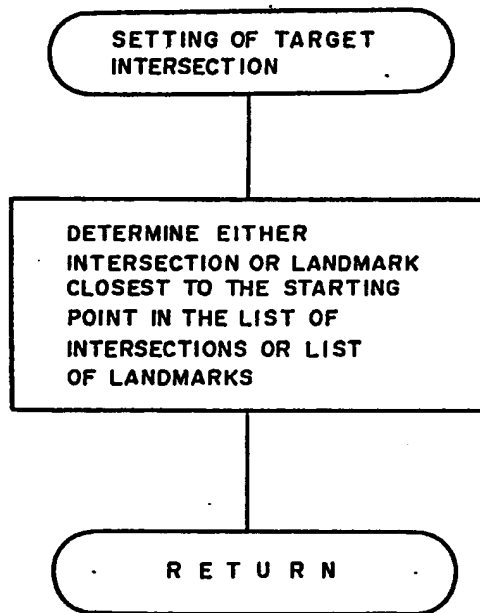 SETTING OF TARGET
INTERSECTION
DETERMINE EITHER
INTERSECTION OR LANDMARK
CLOSEST TO THE STARTING
POINT IN THE LIST OF
INTERSECTIONS OR LIST
OF LANDMARKS
RETURN